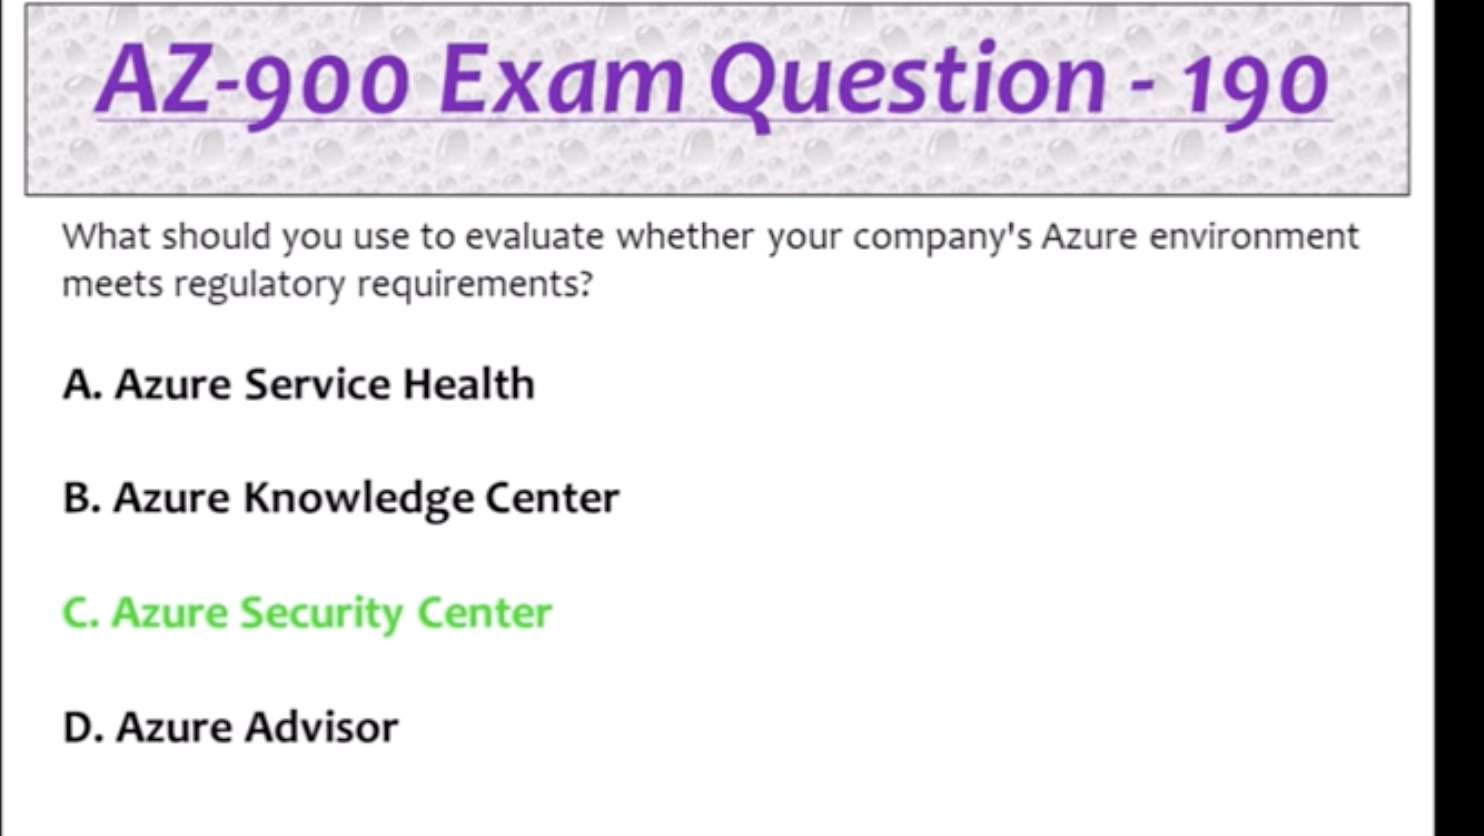 AZ-900 Exam Question - 190
What should you use to evaluate whether your company's Azure environment
meets regulatory requirements?
A. Azure Service Health
B. Azure Knowledge Center
C. Azure Security Center
D. Azure Advisor